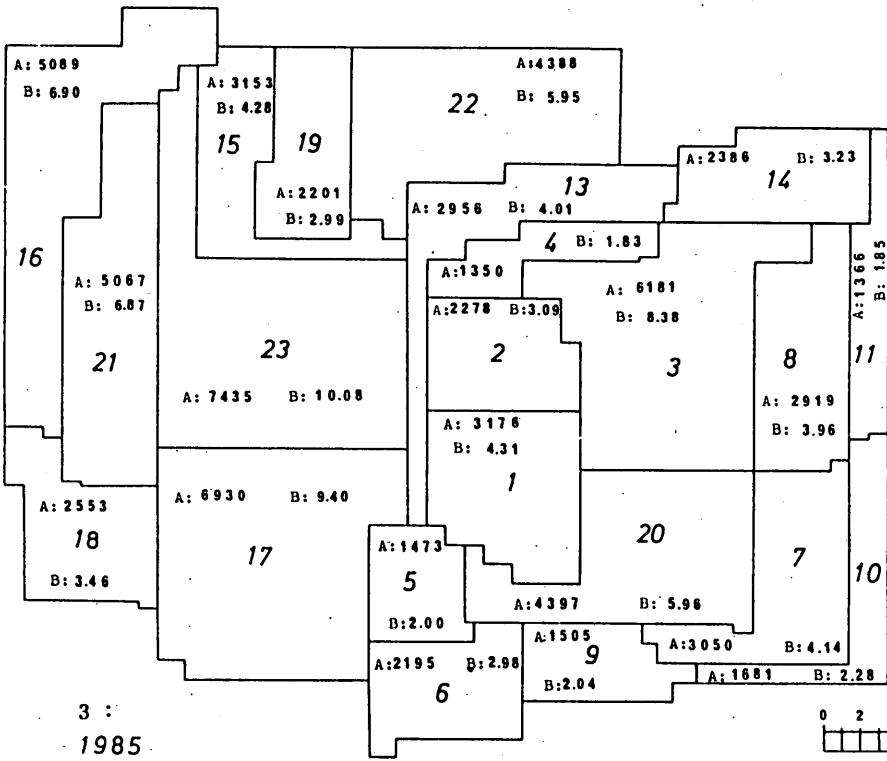 A: 5089
B: 6.90
16
A: 3153
B: 4.28
15
19
A: 2201
B: 2.99
A: 4388
B: 5.95
22
13
A: 2956 B: 4.01
A: 2386 B: 3.23
14
4 B: 1.83
A: 1350
A: 5067
B: 6.87
21
23
A: 7435 B: 10.08
A: 2278 B: 3.09
2
A: 6181
B: 8.38
3
8
A: 2919
B: 3.96
A: 1366
B: 1.85
11
A: 3176
B: 4.31
1
A: 2553
18
B: 3.46
A: 6930 B: 9.40
17
A: 1473
5
B: 2.00
20
A: 4397 B: 5.96
7
A: 3050 B: 4.14
10
A: 1681 B: 2.28
A: 2195 B: 2.98
6
A: 1505
9
B: 2.04
3 :
1985
0 2